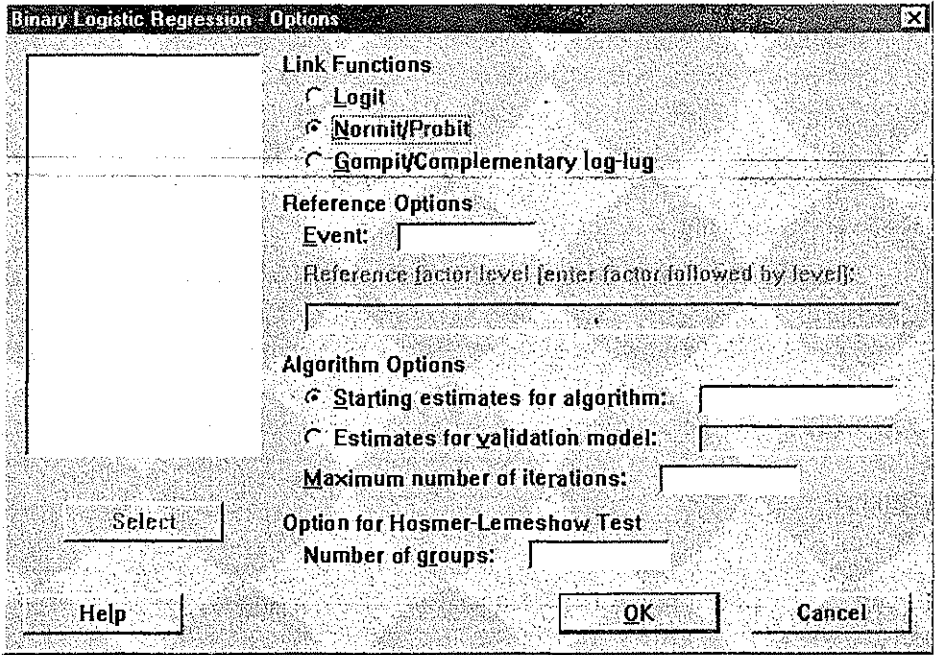 Binary Logistic Regression - Options
Link Functions
Logit
Normit/Probit
Gompit/Complementary log-log
Reference Options
Event:
Reference factor level [enter factor followed by level]:
Algorithm Options
Starting estimates for algorithm:
Estimates for validation model:
Maximum number of iterations:
Select
Option for Hosmer-Lemeshow Test
Number of groups:
Help
OK
Cancel